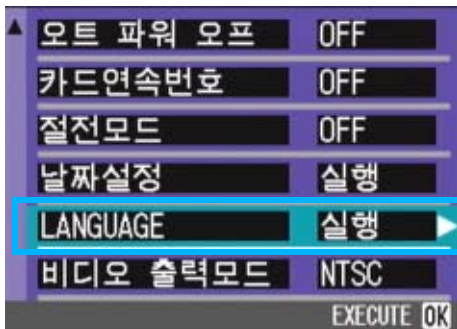 오트 파워 오프 OFF
카드연속번호 OFF
절전모드 OFF
날짜설정 실행
LANGUAGE 실행
비디오 출력모드 NTSC
EXECUTE OK